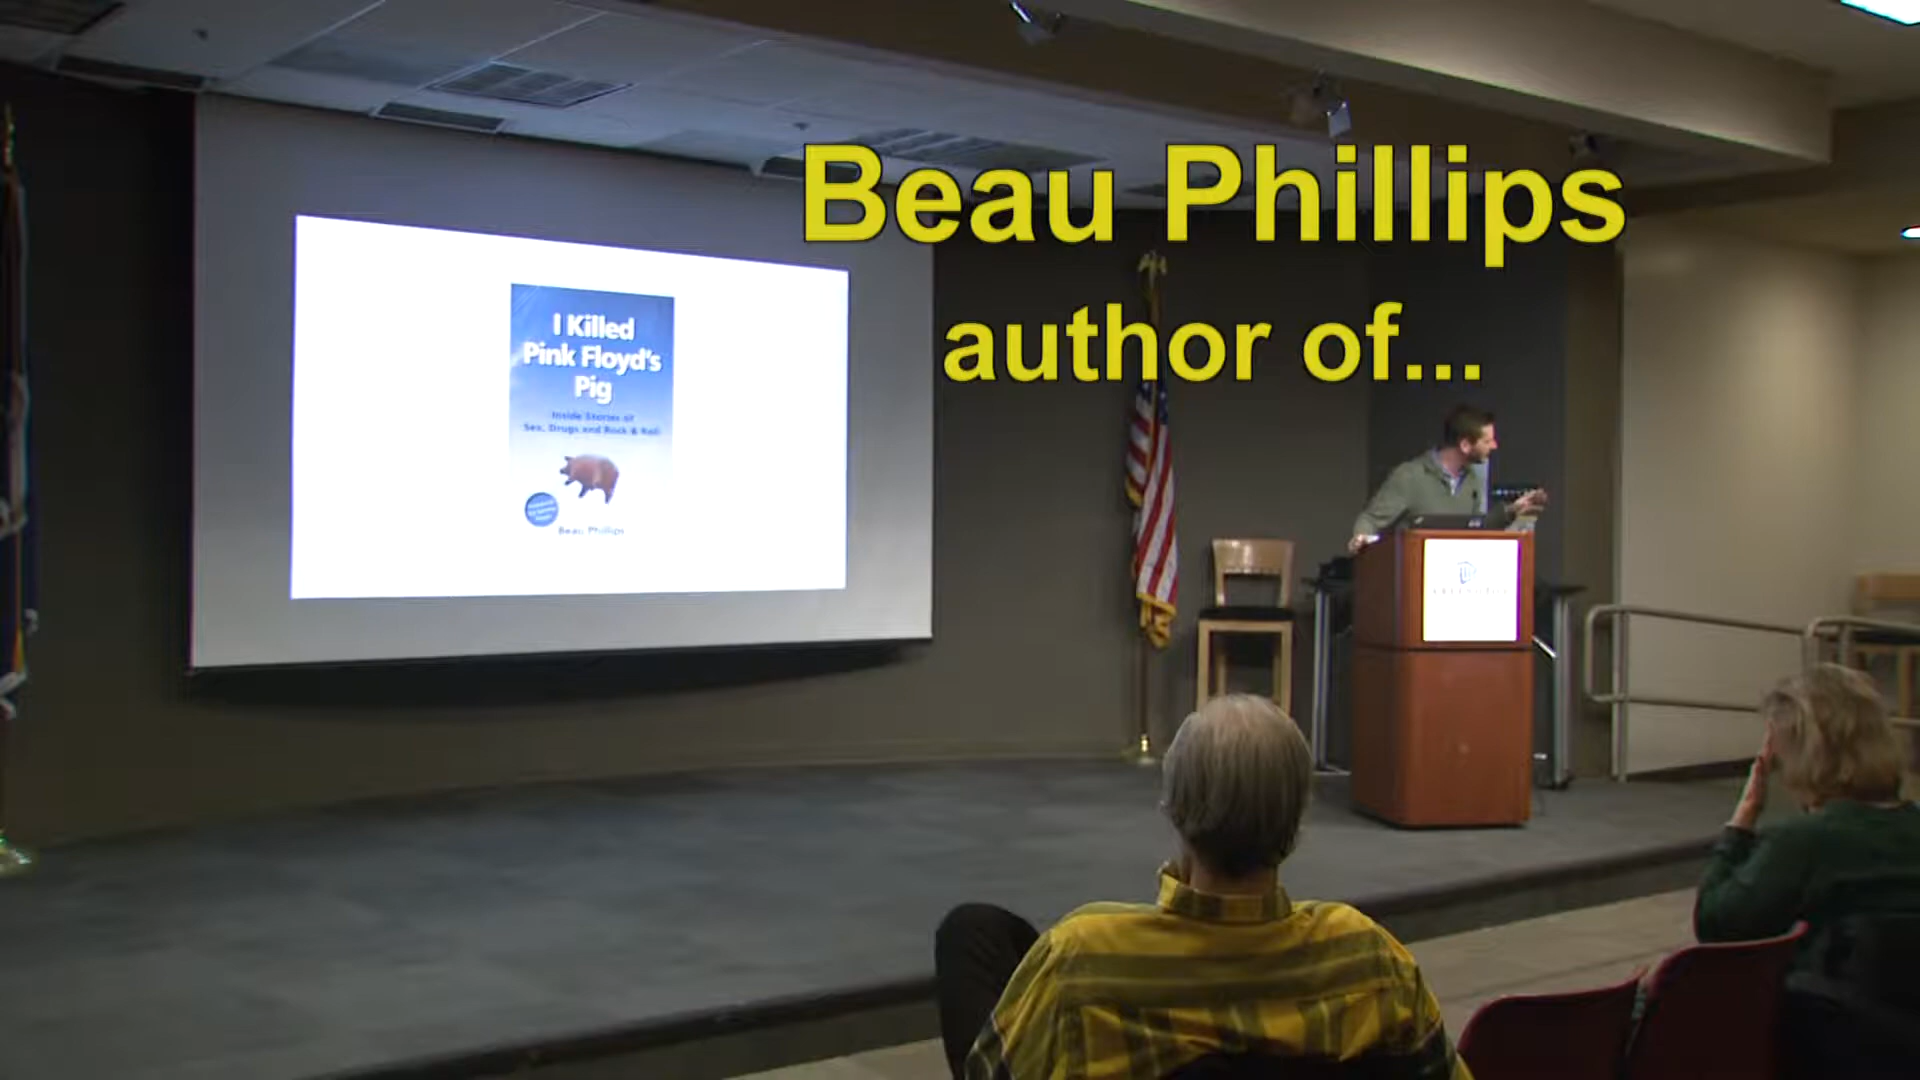 Beau Phillips
author of...
I Killed
Pink Floyd's
Pig
Inside Stories of
Sex, Drugs and Rock & Roll
Beau Phillips